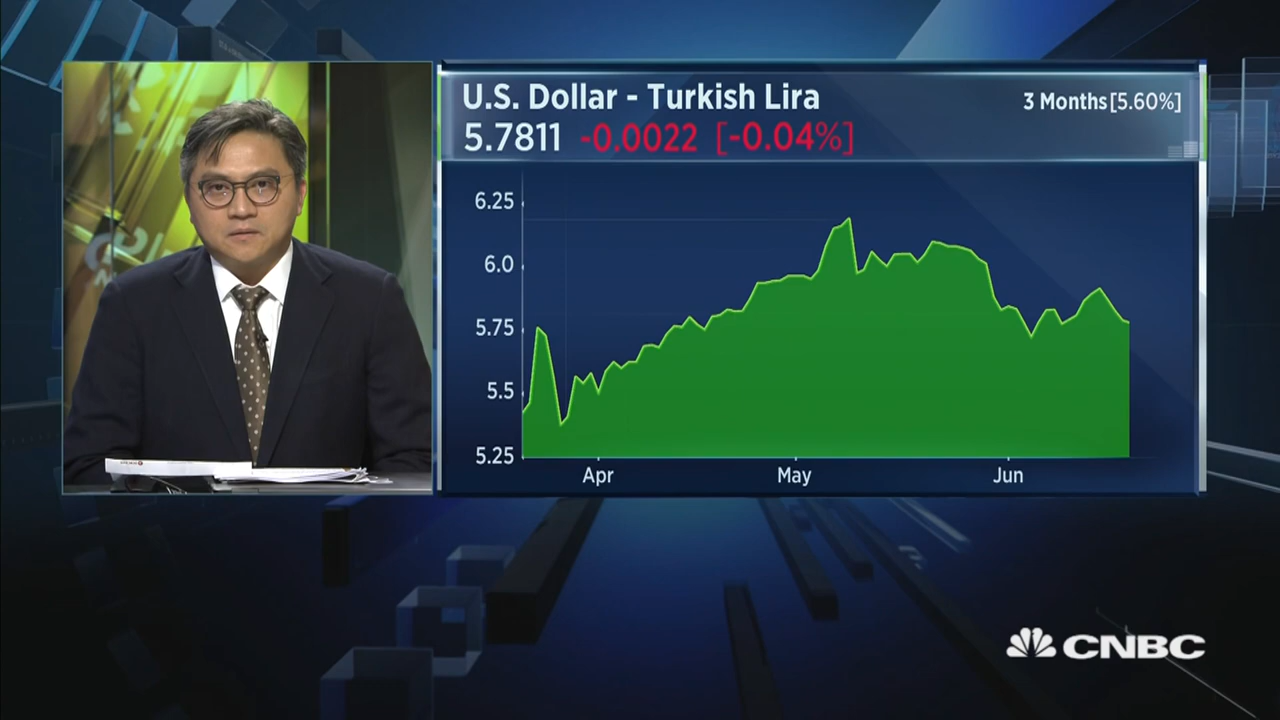 U.S. Dollar - Turkish Lira
3 Months[5.60%]
5.7811 -0.0022 [-0.04%]
6.25
6.0
5.75
5.5
5.25
Apr May Jun
CNBC